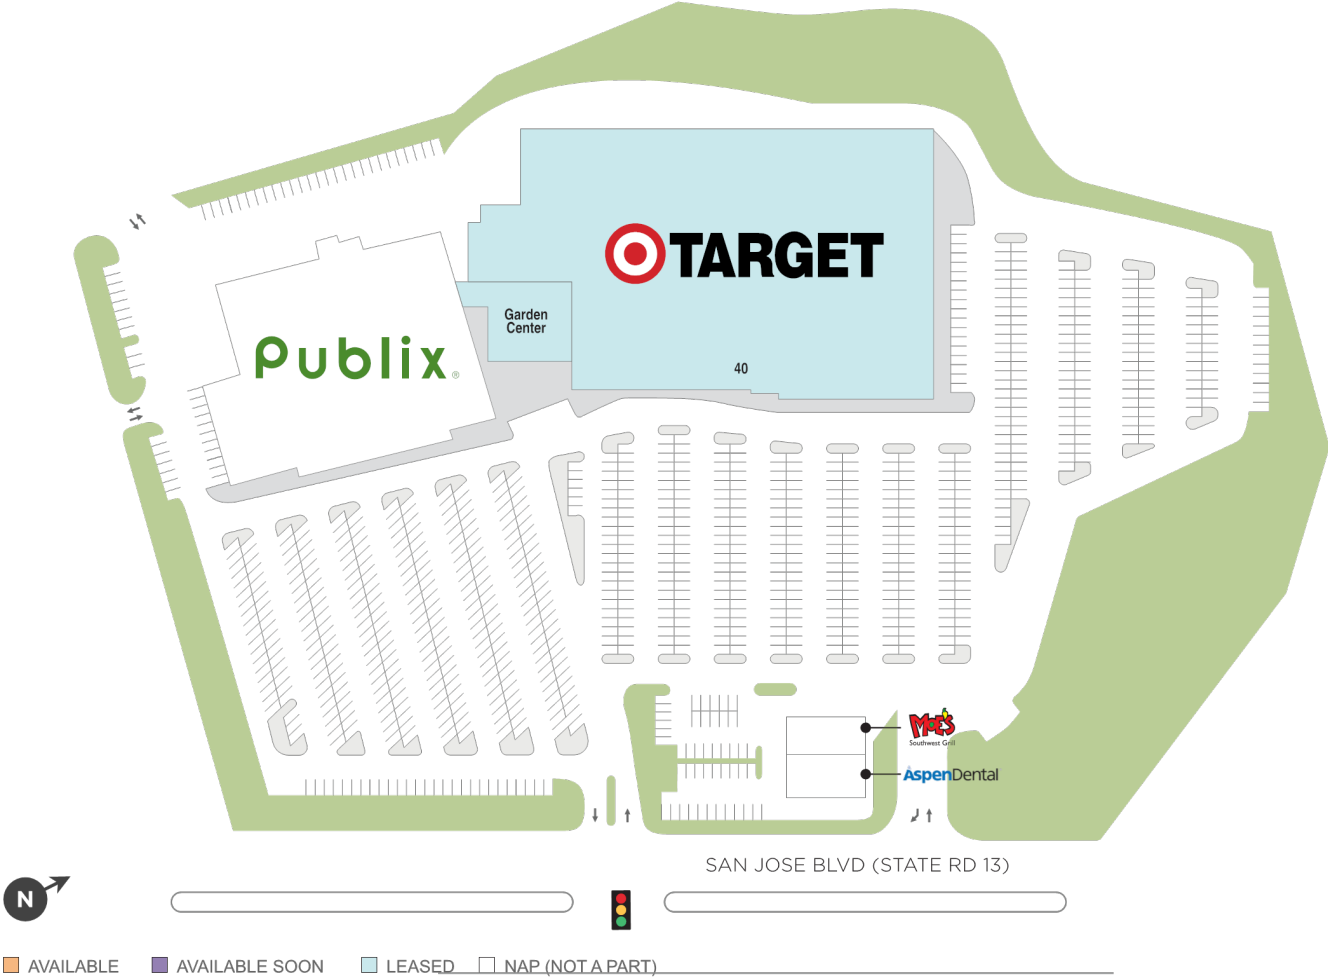 TARGET
Garden
Center
Publix®
40
MOE'S
Southwest Grill
AspenDental
SAN JOSE BLVD (STATE RD 13)
N
AVAILABLE
AVAILABLE SOON
LEASED
NAP (NOT A PART)